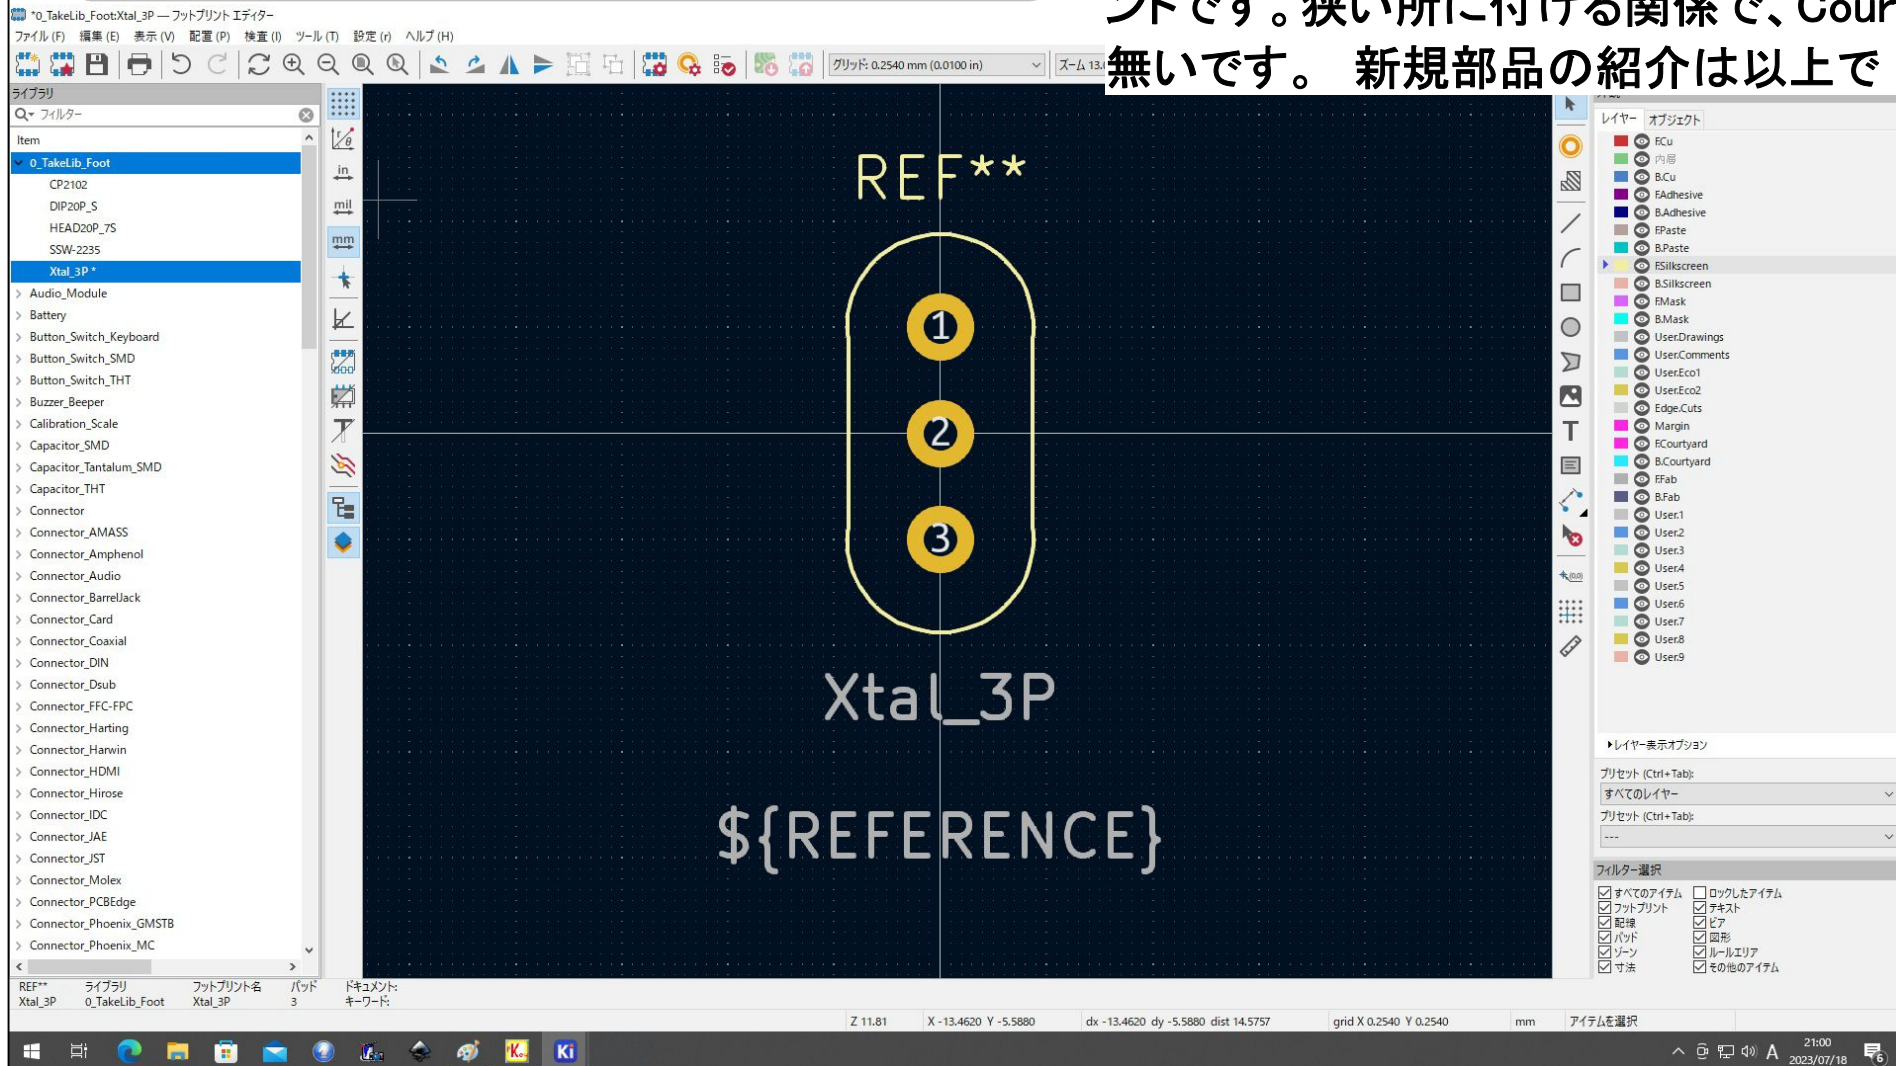 *0_TakeLib_Foot:Xtal_3P — フットプリント エディター
ントです。狭い所に付ける関係で、Cour
ファイル (F) 編集 (E) 表示 (V) 配置 (P) 検査 (I) ツール (T) 設定 (r) ヘルプ (H)
無いです。 新規部品の紹介は以上で
グリッド: 0.2540 mm (0.0100 in)
ズーム 13.
ライブラリ
フィルター
Item
0_TakeLib_Foot
CP2102
DIP20P_S
HEAD20P_7S
SSW-2235
Xtal_3P *
Audio_Module
Battery
Button_Switch_Keyboard
Button_Switch_SMD
Button_Switch_THT
Buzzer_Beeper
Calibration_Scale
Capacitor_SMD
Capacitor_Tantalum_SMD
Capacitor_THT
Connector
Connector_AMASS
Connector_Amphenol
Connector_Audio
Connector_BarrelJack
Connector_Card
Connector_Coaxial
Connector_DIN
Connector_Dsub
Connector_FFC-FPC
Connector_Harting
Connector_Harwin
Connector_HDMI
Connector_Hirose
Connector_IDC
Connector_JAE
Connector_JST
Connector_Molex
Connector_PCBEdge
Connector_Phoenix_GMSTB
Connector_Phoenix_MC
in
mil
mm
REF**
1
2
3
Xtal_3P
${REFERENCE}
T
(0,0)
レイヤー オブジェクト
F.Cu
内層
B.Cu
F.Adhesive
B.Adhesive
F.Paste
B.Paste
F.Silkscreen
B.Silkscreen
F.Mask
B.Mask
User.Drawings
User.Comments
User.Eco1
User.Eco2
Edge.Cuts
Margin
F.Courtyard
B.Courtyard
F.Fab
B.Fab
User.1
User.2
User.3
User.4
User.5
User.6
User.7
User.8
User.9
レイヤー表示オプション
プリセット (Ctrl+Tab):
すべてのレイヤー
プリセット (Ctrl+Tab):
---
フィルター選択
すべてのアイテム ロックしたアイテム
フットプリント テキスト
配線 ビア
パッド 図形
ゾーン ルールエリア
寸法 その他のアイテム
REF** ライブラリ フットプリント名 パッド ドキュメント:
Xtal_3P 0_TakeLib_Foot Xtal_3P 3 キーワード:
Z 11.81 X -13.4620 Y -5.5880 dx -13.4620 dy -5.5880 dist 14.5757 grid X 0.2540 Y 0.2540 mm アイテムを選択
Ki
A
21:00
2023/07/18
6